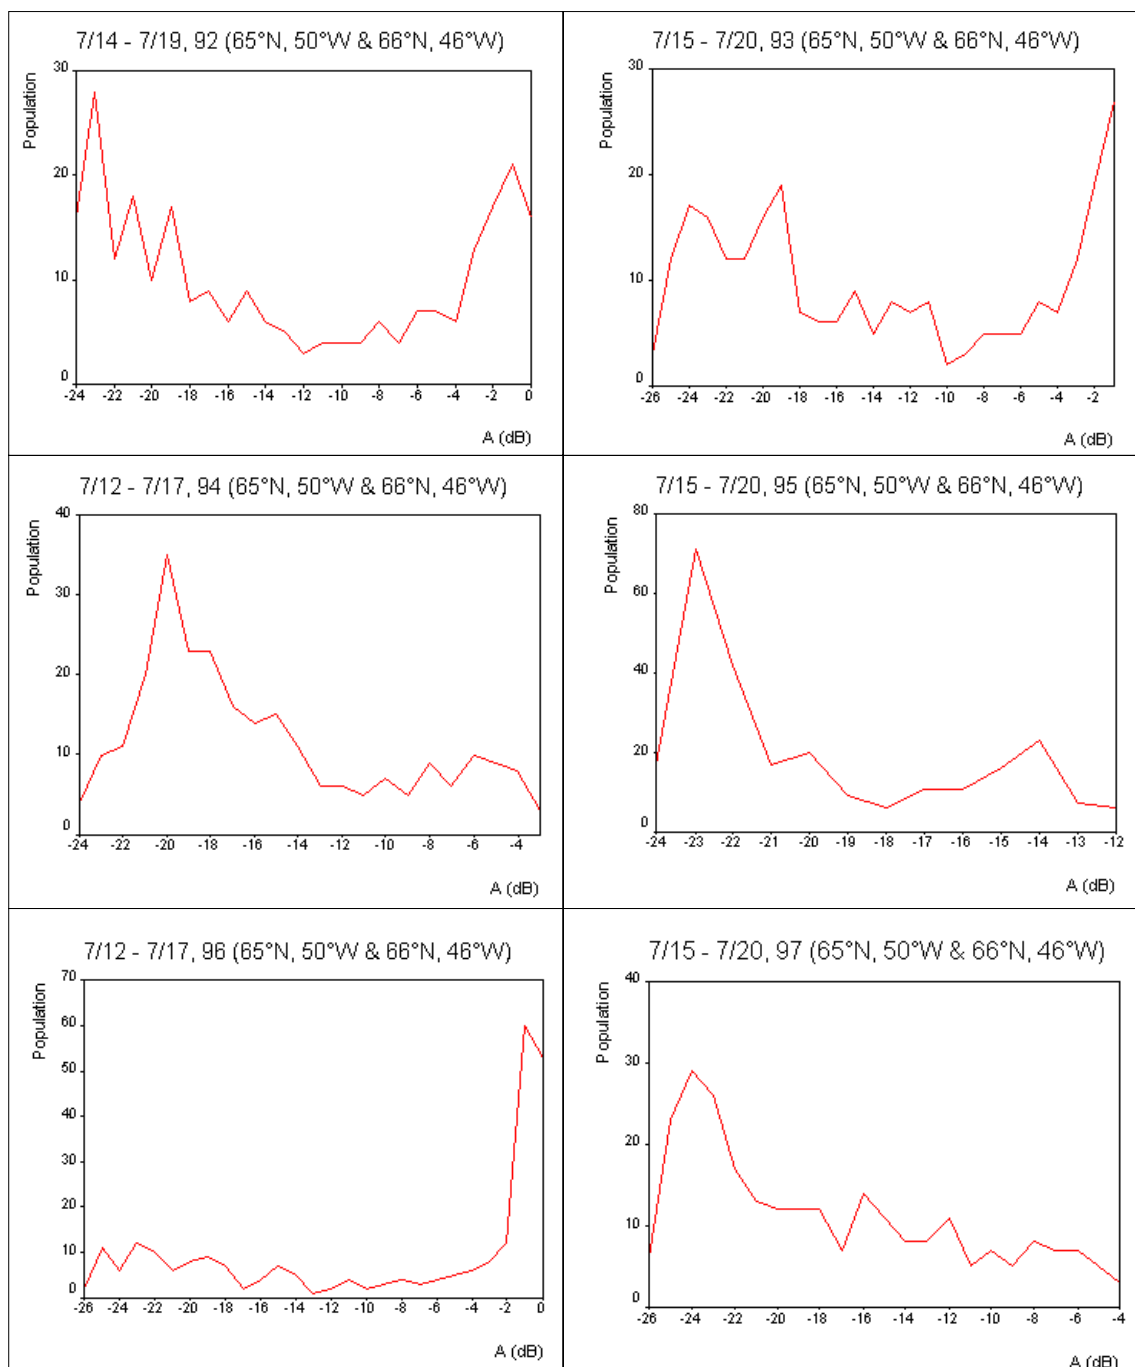 7/14 - 7/19, 92 (65°N, 50°W & 66°N, 46°W)
Population
30
20
10
0
-24 -22 -20 -18 -16 -14 -12 -10 -8 -6 -4 -2 0
A (dB)
7/15 - 7/20, 93 (65°N, 50°W & 66°N, 46°W)
Population
30
20
10
0
-26 -24 -22 -20 -18 -16 -14 -12 -10 -8 -6 -4 -2
A (dB)
7/12 - 7/17, 94 (65°N, 50°W & 66°N, 46°W)
Population
40
30
20
10
0
-24 -22 -20 -18 -16 -14 -12 -10 -8 -6 -4
A (dB)
7/15 - 7/20, 95 (65°N, 50°W & 66°N, 46°W)
Population
80
60
40
20
0
-24 -23 -22 -21 -20 -19 -18 -17 -16 -15 -14 -13 -12
A (dB)
7/12 - 7/17, 96 (65°N, 50°W & 66°N, 46°W)
Population
70
60
50
40
30
20
10
0
-26 -24 -22 -20 -18 -16 -14 -12 -10 -8 -6 -4 -2 0
A (dB)
7/15 - 7/20, 97 (65°N, 50°W & 66°N, 46°W)
Population
40
30
20
10
0
-26 -24 -22 -20 -18 -16 -14 -12 -10 -8 -6 -4
A (dB)